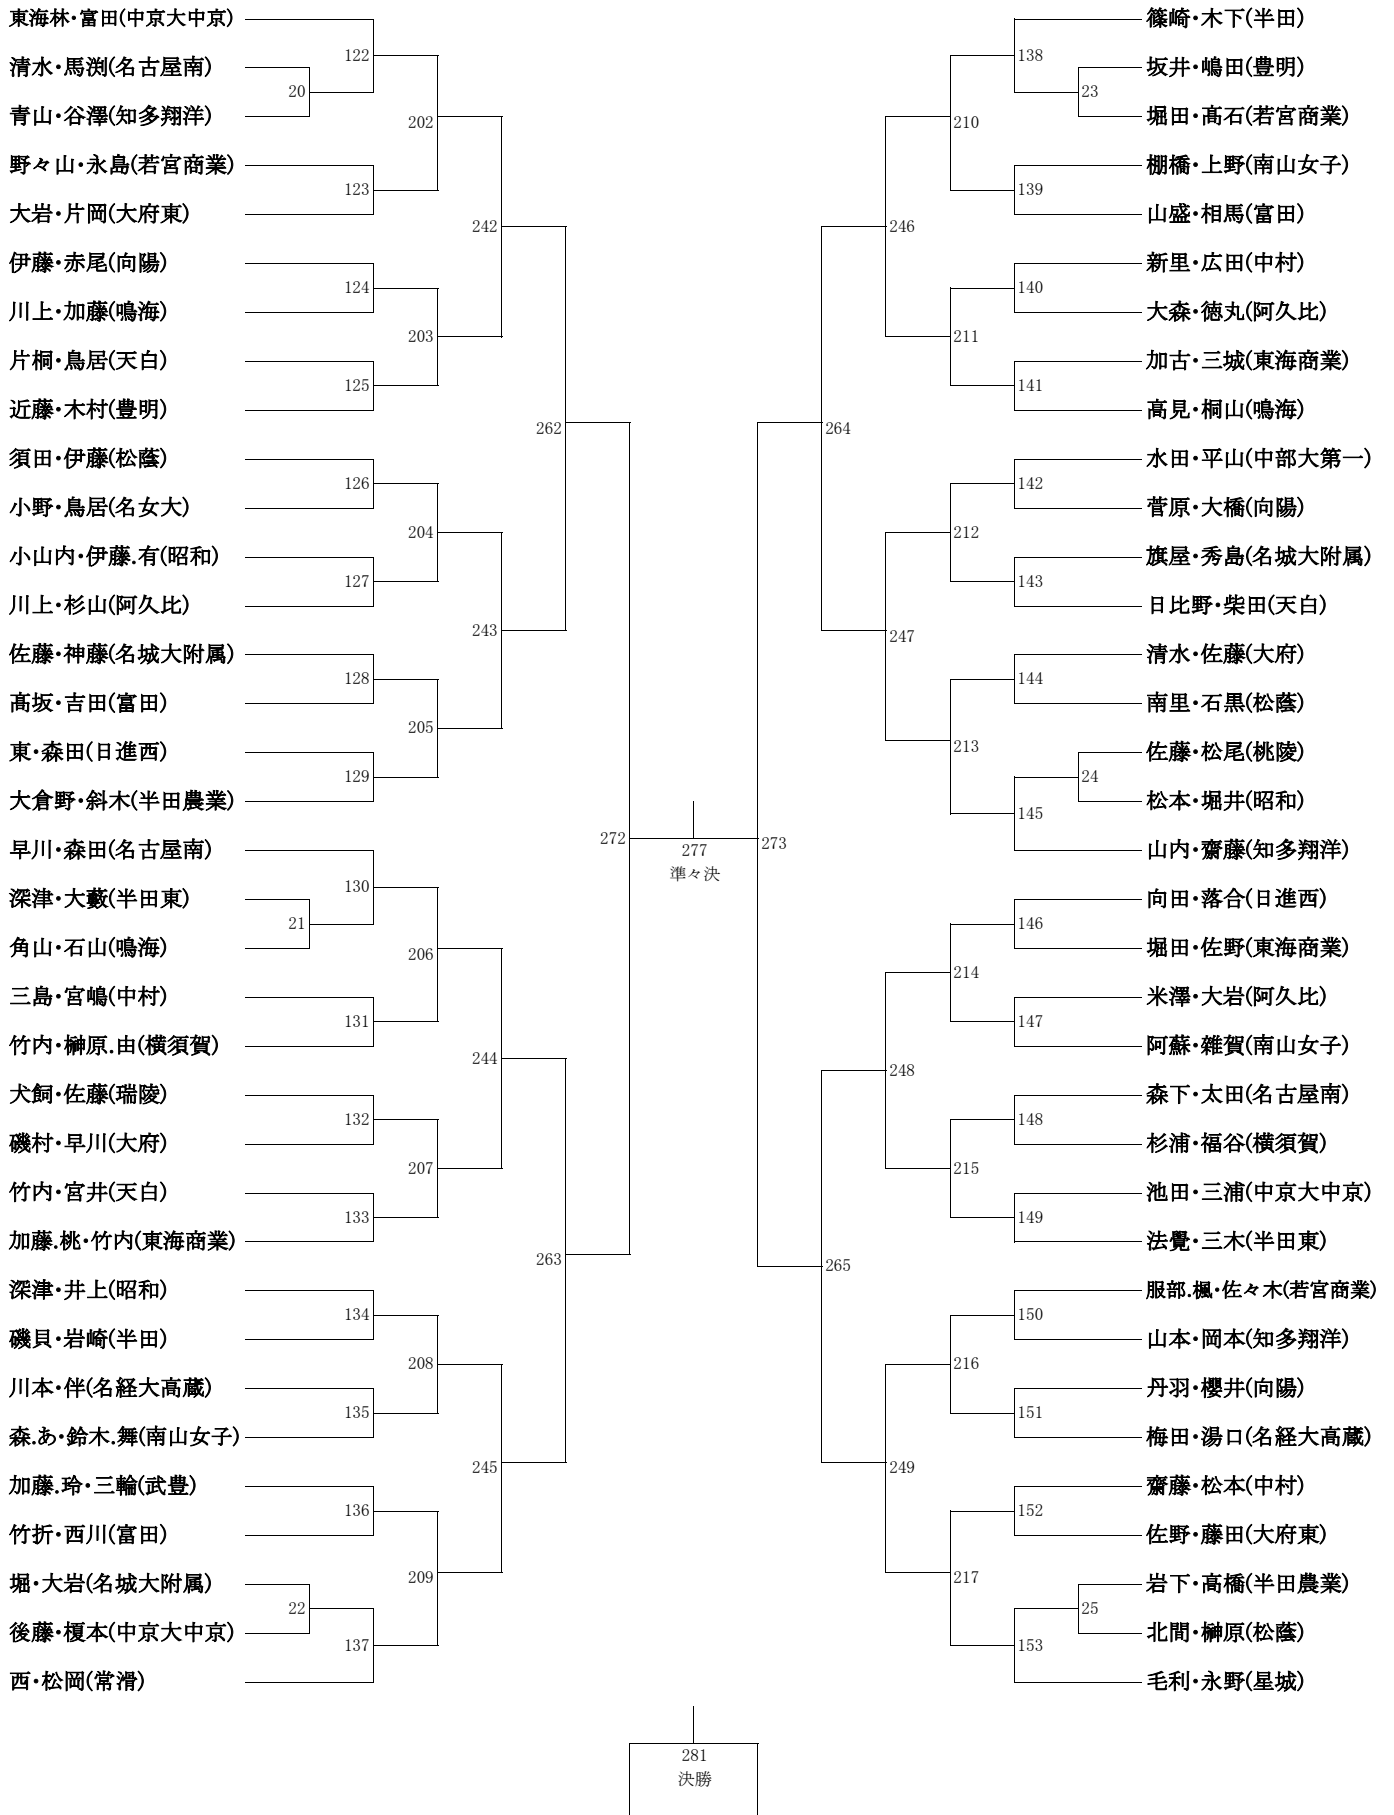 東海林・富田(中京大中京)
清水・馬渕(名古屋南)
青山・谷澤(知多翔洋)
野々山・永島(若宮商業)
大岩・片岡(大府東)
伊藤・赤尾(向陽)
川上・加藤(鳴海)
片桐・鳥居(天白)
近藤・木村(豊明)
須田・伊藤(松蔭)
小野・鳥居(名女大)
小山内・伊藤.有(昭和)
川上・杉山(阿久比)
佐藤・神藤(名城大附属)
髙坂・吉田(富田)
東・森田(日進西)
大倉野・斜木(半田農業)
早川・森田(名古屋南)
深津・大藪(半田東)
角山・石山(鳴海)
三島・宮嶋(中村)
竹内・榊原.由(横須賀)
犬飼・佐藤(瑞陵)
磯村・早川(大府)
竹内・宮井(天白)
加藤.桃・竹内(東海商業)
深津・井上(昭和)
磯貝・岩崎(半田)
川本・伴(名経大高蔵)
森.あ・鈴木.舞(南山女子)
加藤.玲・三輪(武豊)
竹折・西川(富田)
堀・大岩(名城大附属)
後藤・榎本(中京大中京)
西・松岡(常滑)
20
21
22
122
123
124
125
126
127
128
129
130
131
132
133
134
135
136
137
202
203
204
205
206
207
208
209
242
243
244
245
262
263
272
277
準々決
273
264
265
246
247
248
249
210
211
212
213
214
215
216
217
138
139
140
141
142
143
144
145
146
147
148
149
150
151
152
153
23
24
25
篠崎・木下(半田)
坂井・嶋田(豊明)
堀田・髙石(若宮商業)
棚橋・上野(南山女子)
山盛・相馬(富田)
新里・広田(中村)
大森・徳丸(阿久比)
加古・三城(東海商業)
高見・桐山(鳴海)
水田・平山(中部大第一)
菅原・大橋(向陽)
旗屋・秀島(名城大附属)
日比野・柴田(天白)
清水・佐藤(大府)
南里・石黒(松蔭)
佐藤・松尾(桃陵)
松本・堀井(昭和)
山内・齋藤(知多翔洋)
向田・落合(日進西)
堀田・佐野(東海商業)
米澤・大岩(阿久比)
阿蘇・雜賀(南山女子)
森下・太田(名古屋南)
杉浦・福谷(横須賀)
池田・三浦(中京大中京)
法覺・三木(半田東)
服部.楓・佐々木(若宮商業)
山本・岡本(知多翔洋)
丹羽・櫻井(向陽)
梅田・湯口(名経大高蔵)
齋藤・松本(中村)
佐野・藤田(大府東)
岩下・高橋(半田農業)
北間・榊原(松蔭)
毛利・永野(星城)
281
決勝